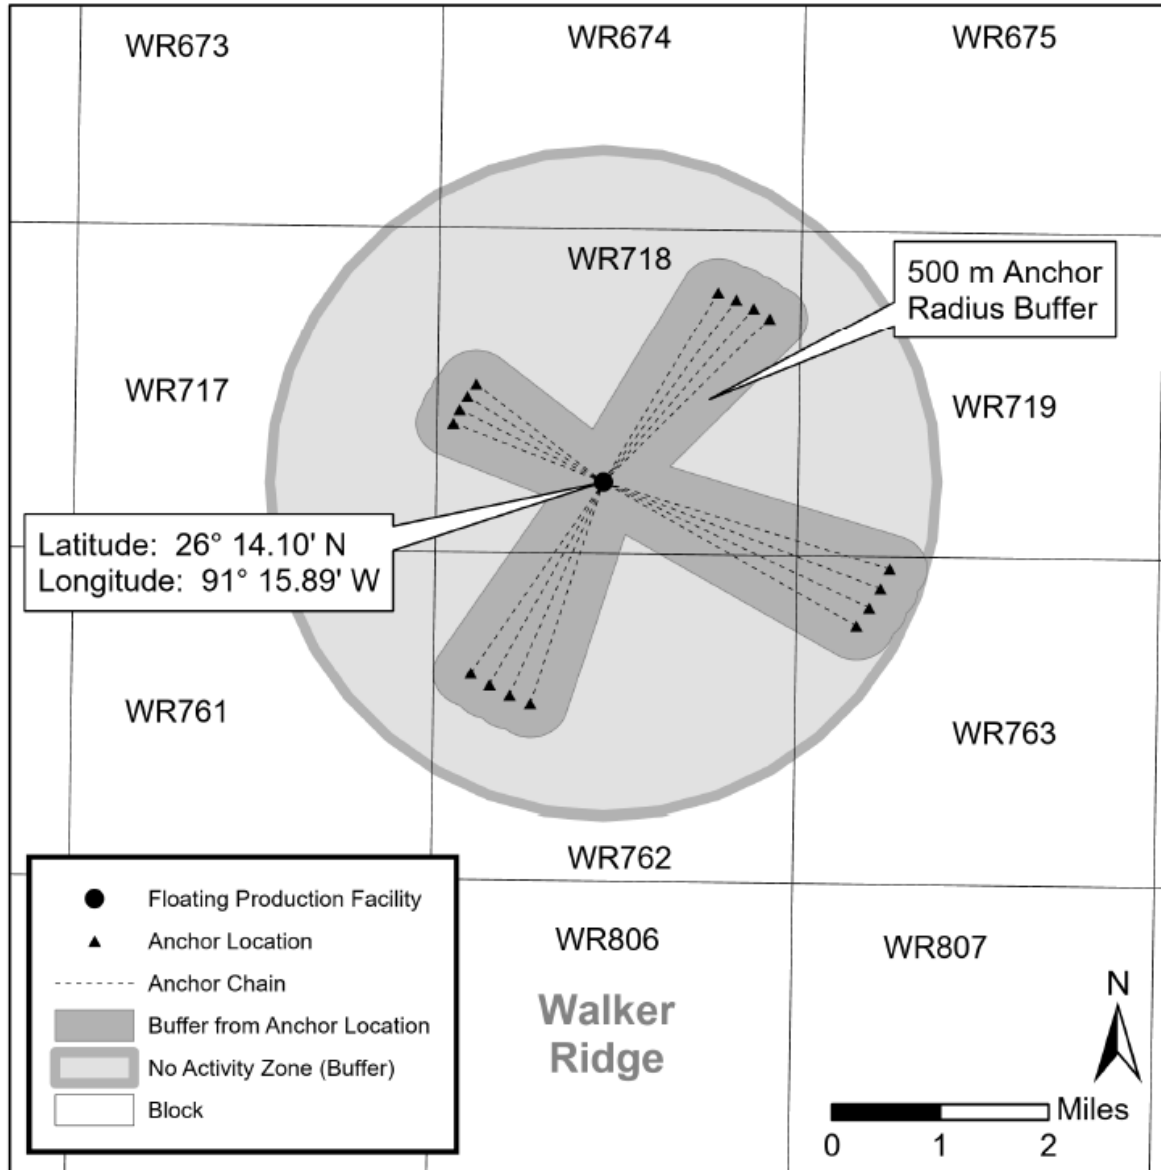 WR673
WR674
WR675
WR718
500 m Anchor
Radius Buffer
WR717
WR719
Latitude: 26° 14.10' N
Longitude: 91° 15.89' W
WR761
WR763
WR762
Floating Production Facility
Anchor Location
Anchor Chain
Buffer from Anchor Location
No Activity Zone (Buffer)
Block
WR806
WR807
Walker
Ridge
N
Miles
0 1 2